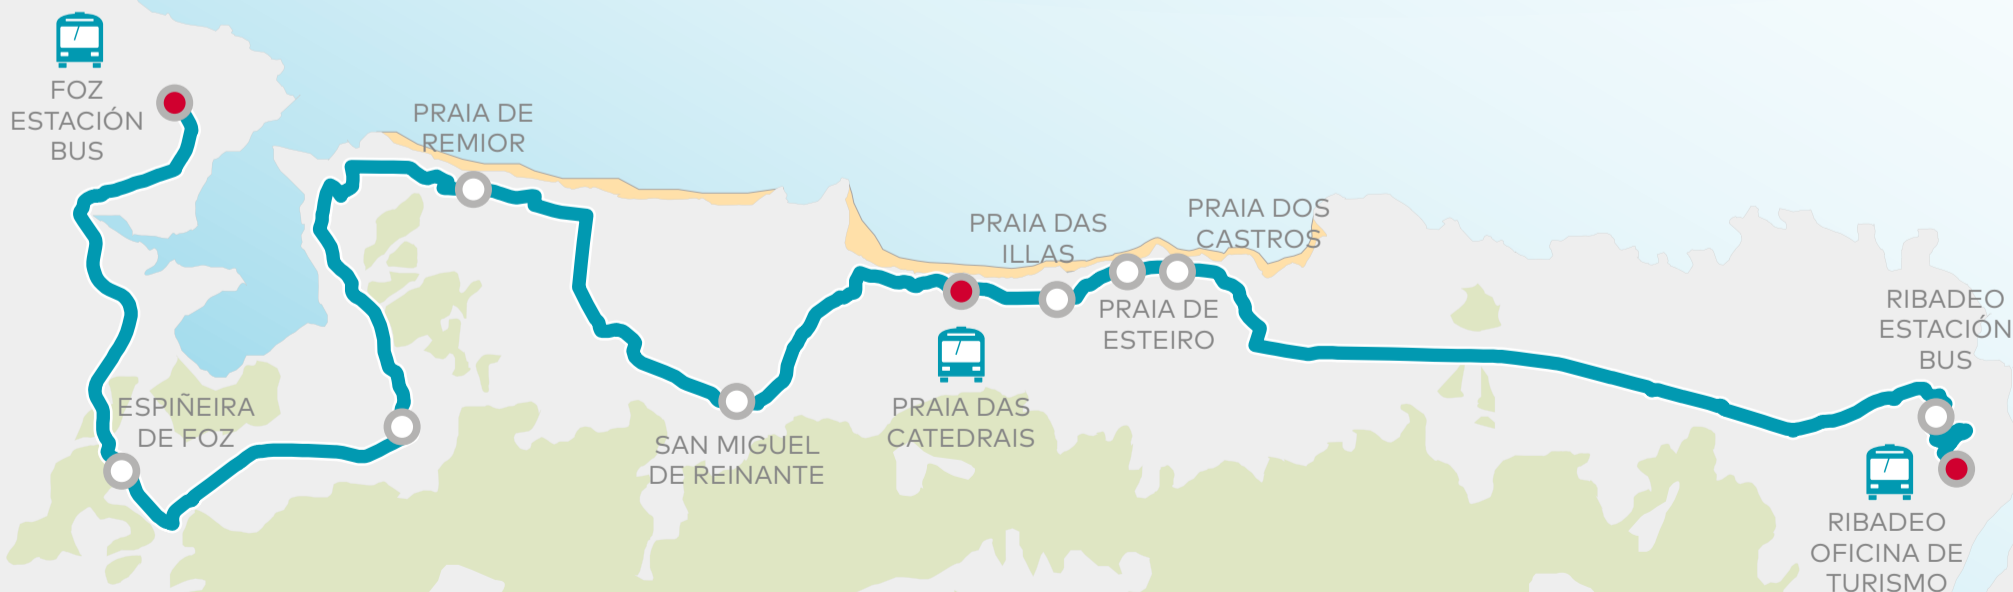 FOZ
ESTACIÓN
BUS
PRAIA DE
REMIOR
ESPIÑEIRA
DE FOZ
SAN MIGUEL
DE REINANTE
PRAIA DAS
CATEDRAIS
PRAIA DAS
ILLAS
PRAIA DE
ESTEIRO
PRAIA DOS
CASTROS
RIBADEO
ESTACIÓN
BUS
RIBADEO
OFICINA DE
TURISMO